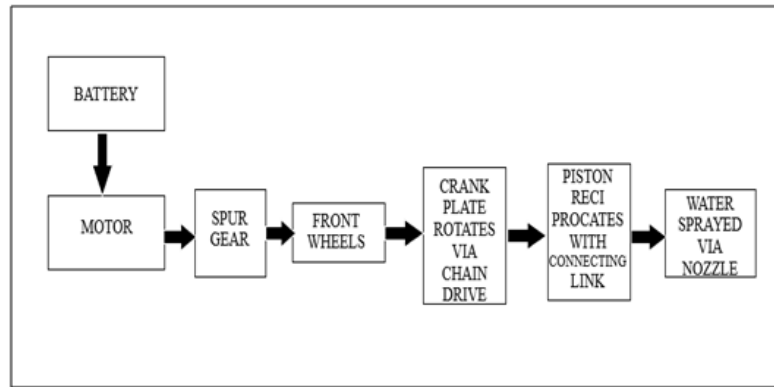 BATTERY
MOTOR
SPUR
GEAR
FRONT
WHEELS
CRANK
PLATE
ROTATES
VIA
CHAIN
DRIVE
PISTON
RECI
PROCATES
WITH
CONNECTING
LINK
WATER
SPRAYED
VIA
NOZZLE